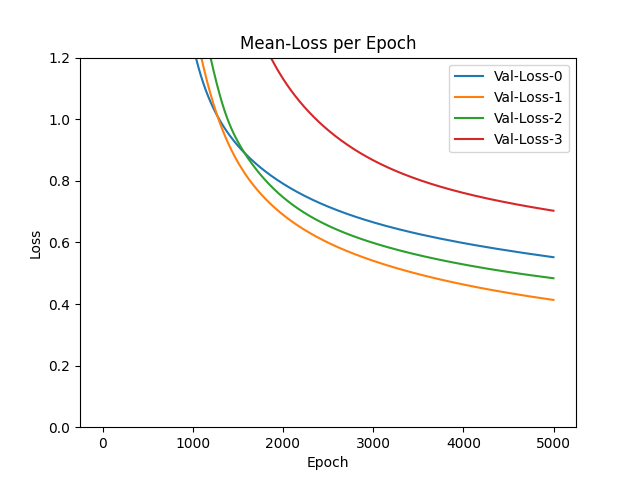 Mean-Loss per Epoch
1.2
1.0
0.8
0.6
0.4
0.2
0.0
Loss
Val-Loss-0
Val-Loss-1
Val-Loss-2
Val-Loss-3
0 1000 2000 3000 4000 5000
Epoch